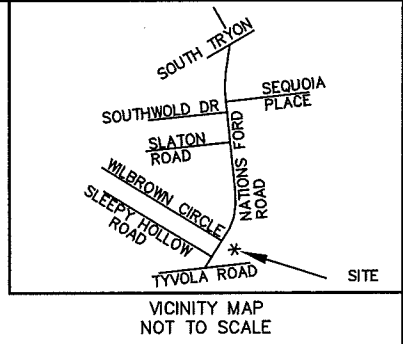 SOUTH TRYON
SEQUOIA
PLACE
SOUTHWOLD DR
SLATON
ROAD
NATIONS FORD
ROAD
WILBROWN CIRCLE
SLEEPY HOLLOW
ROAD
TYVOLA ROAD
*
SITE
VICINITY MAP
NOT TO SCALE